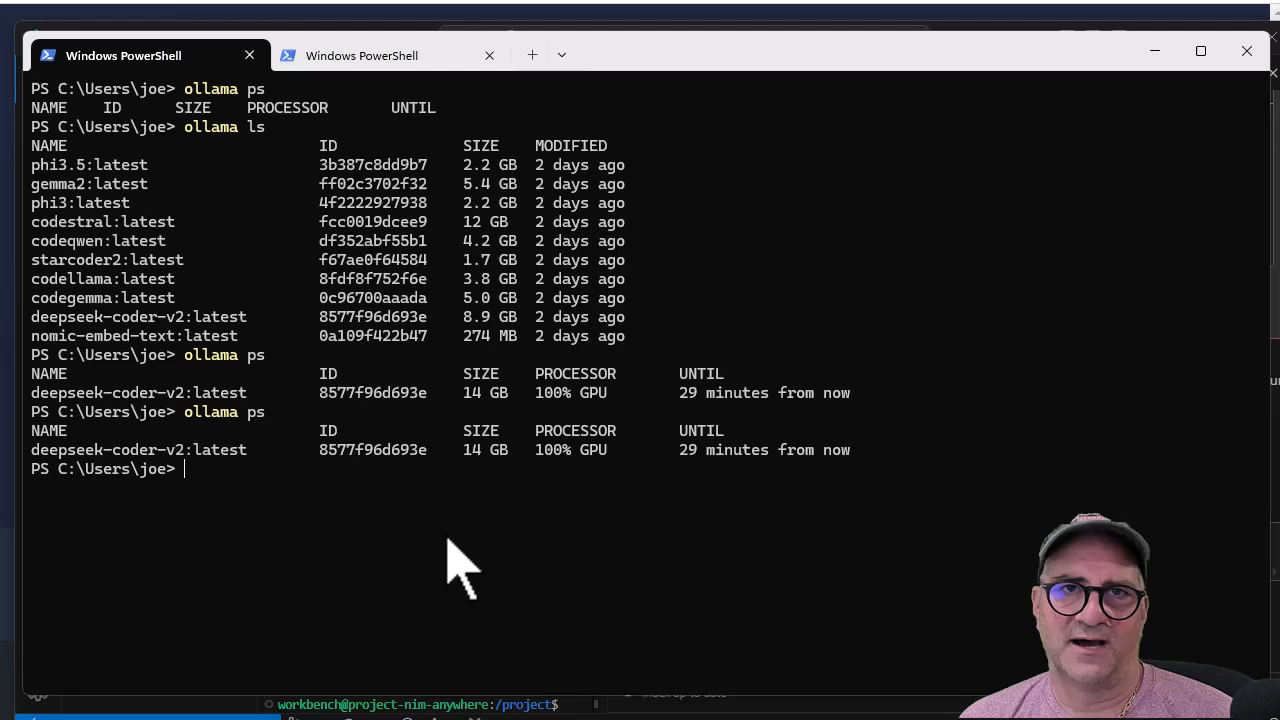 Windows PowerShell
Windows PowerShell
PS C:\Users\joe> ollama ps
NAME ID SIZE PROCESSOR UNTIL
PS C:\Users\joe> ollama ls
NAME ID SIZE MODIFIED
phi3.5:latest 3b387c8dd9b7 2.2 GB 2 days ago
gemma2:latest ff02c3702f32 5.4 GB 2 days ago
phi3:latest 4f2222927938 2.2 GB 2 days ago
codestral:latest fcc0019dcee9 12 GB 2 days ago
codeqwen:latest df352abf55b1 4.2 GB 2 days ago
starcoder2:latest f67ae0f64584 1.7 GB 2 days ago
codellama:latest 8fdf8f752f6e 3.8 GB 2 days ago
codegemma:latest 0c96700aaada 5.0 GB 2 days ago
deepseek-coder-v2:latest 8577f96d693e 8.9 GB 2 days ago
nomic-embed-text:latest 0a109f422b47 274 MB 2 days ago
PS C:\Users\joe> ollama ps
NAME ID SIZE PROCESSOR UNTIL
deepseek-coder-v2:latest 8577f96d693e 14 GB 100% GPU 29 minutes from now
PS C:\Users\joe> ollama ps
NAME ID SIZE PROCESSOR UNTIL
deepseek-coder-v2:latest 8577f96d693e 14 GB 100% GPU 29 minutes from now
PS C:\Users\joe>
workbench@project-nim-anywhere:/project$